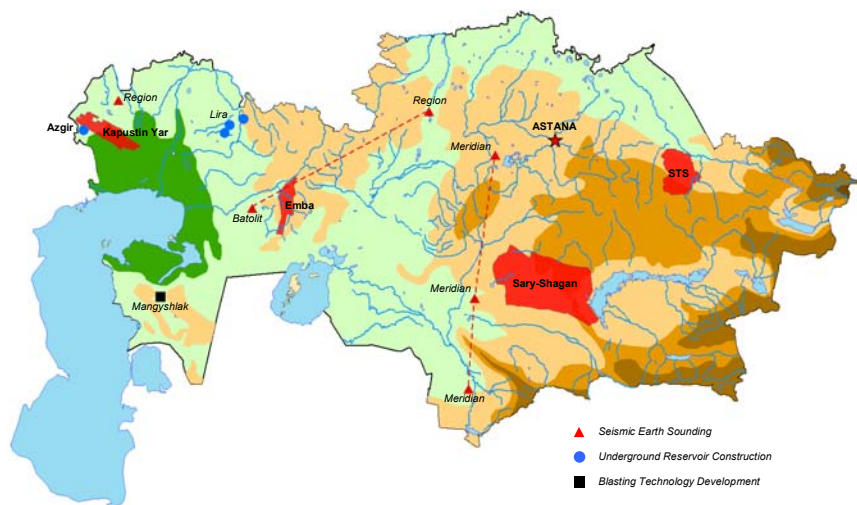 Region
Lira
Region
Azgir
Kapustin Yar
ASTANA
Meridian
STS
Emba
Batolit
Sary-Shagan
Meridian
Mangyshlak
Meridian
Seismic Earth Sounding
Underground Reservoir Construction
Blasting Technology Development